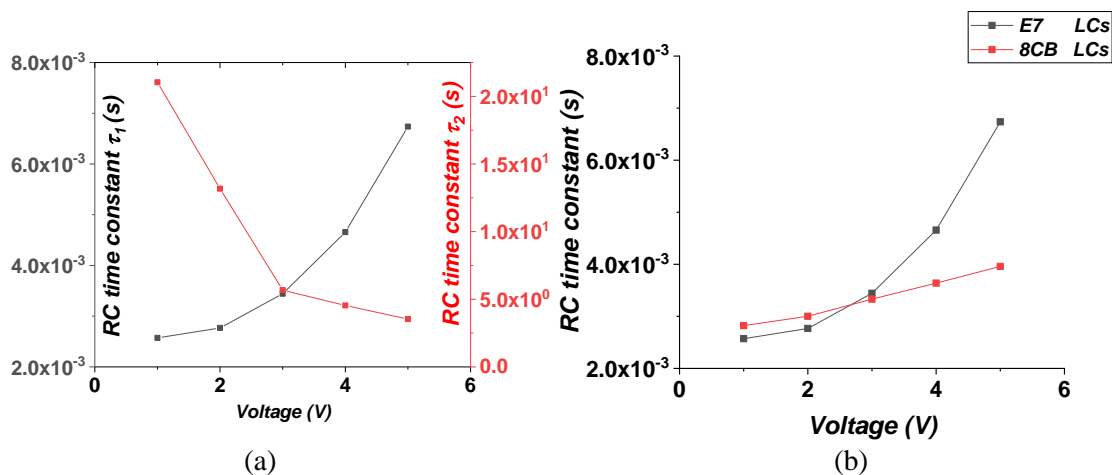 8.0x10⁻³
6.0x10⁻³
4.0x10⁻³
2.0x10⁻³
RC time constant τ₁ (s)
RC time constant τ₂ (s)
2.0x10¹
1.5x10¹
1.0x10¹
5.0x10⁰
0.0
0 2 4 6
Voltage (V)
(a)
E7 LCs
8CB LCs
8.0x10⁻³
6.0x10⁻³
4.0x10⁻³
2.0x10⁻³
RC time constant (s)
0 2 4 6
Voltage (V)
(b)